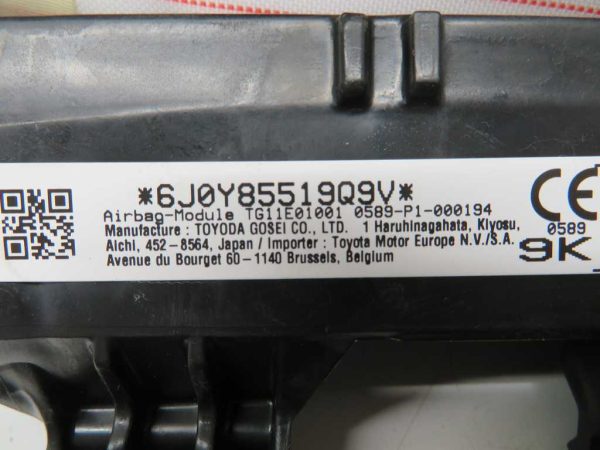 *6J0Y85519Q9V*
Airbag-Module TG11E01001 0589-P1-000194
Manufacture : TOYODA GOSEI CO., LTD. 1 Haruhinagahata, Kiyosu,
Aichi, 452-8564, Japan / Importer : Toyota Motor Europe N.V./S.A.
Avenue du Bourget 60-1140 Brussels, Belgium
CE
0589
9K